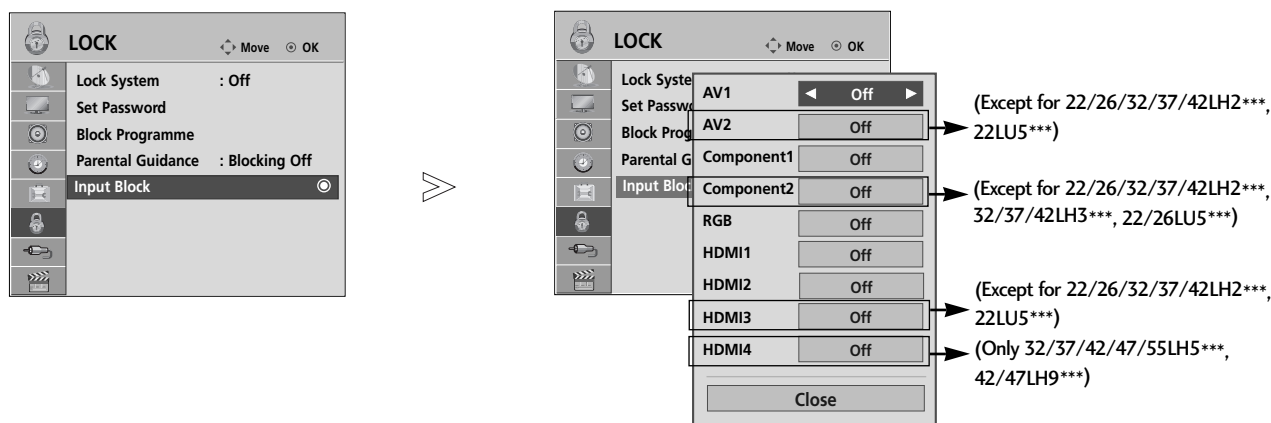 LOCK
Move OK
Lock System : Off
Set Password
Block Programme
Parental Guidance : Blocking Off
Input Block
LOCK
Move OK
Lock Syste
Set Passw
Block Prog
Parental G
Input Bloc
AV1 ◄ Off ►
AV2 Off
Component1 Off
Component2 Off
RGB Off
HDMI1 Off
HDMI2 Off
HDMI3 Off
HDMI4 Off
Close
(Except for 22/26/32/37/42LH2***,
22LU5***)
(Except for 22/26/32/37/42LH2***,
32/37/42LH3***, 22/26LU5***)
(Except for 22/26/32/37/42LH2***,
22LU5***)
(Only 32/37/42/47/55LH5***,
42/47LH9***)